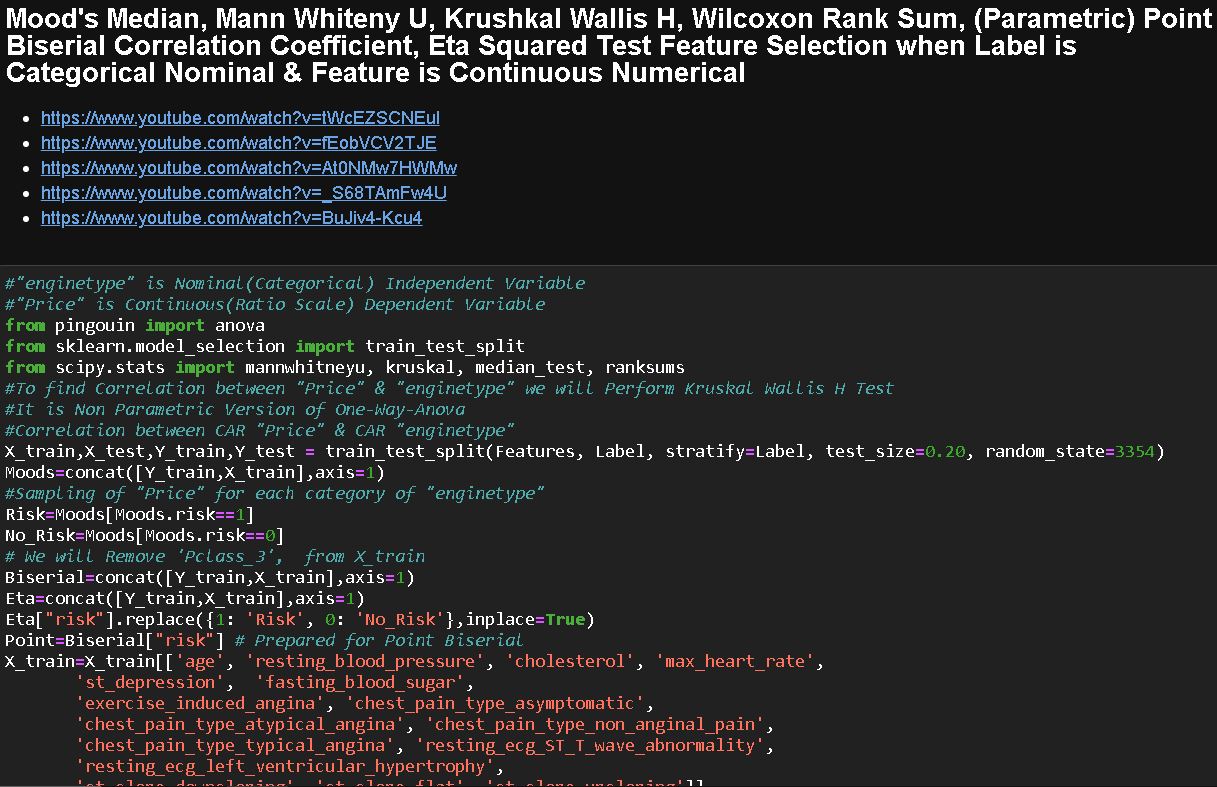 Mood's Median, Mann Whiteny U, Krushkal Wallis H, Wilcoxon Rank Sum, (Parametric) Point
Biserial Correlation Coefficient, Eta Squared Test Feature Selection when Label is
Categorical Nominal & Feature is Continuous Numerical
• https://www.youtube.com/watch?v=tWcEZSCNEuI
• https://www.youtube.com/watch?v=fEobVCV2TJE
• https://www.youtube.com/watch?v=At0NMw7HWMw
• https://www.youtube.com/watch?v=_S68TAmFw4U
• https://www.youtube.com/watch?v=BuJiv4-Kcu4
#"enginetype" is Nominal(Categorical) Independent Variable
#"Price" is Continuous(Ratio Scale) Dependent Variable
from pingouin import anova
from sklearn.model_selection import train_test_split
from scipy.stats import mannwhitneyu, kruskal, median_test, ranksums
#To find Correlation between "Price" & "enginetype" we will Perform Kruskal Wallis H Test
#It is Non Parametric Version of One-Way-Anova
#Correlation between CAR "Price" & CAR "enginetype"
X_train,X_test,Y_train,Y_test = train_test_split(Features, Label, stratify=Label, test_size=0.20, random_state=3354)
Moods=concat([Y_train,X_train],axis=1)
#Sampling of "Price" for each category of "enginetype"
Risk=Moods[Moods.risk==1]
No_Risk=Moods[Moods.risk==0]
# We will Remove 'Pclass_3',  from X_train
Biserial=concat([Y_train,X_train],axis=1)
Eta=concat([Y_train,X_train],axis=1)
Eta["risk"].replace({1: 'Risk', 0: 'No_Risk'},inplace=True)
Point=Biserial["risk"] # Prepared for Point Biserial
X_train=X_train[['age', 'resting_blood_pressure', 'cholesterol', 'max_heart_rate',
'st_depression',  'fasting_blood_sugar',
'exercise_induced_angina', 'chest_pain_type_asymptomatic',
'chest_pain_type_atypical_angina', 'chest_pain_type_non_anginal_pain',
'chest_pain_type_typical_angina', 'resting_ecg_ST_T_wave_abnormality',
'resting_ecg_left_ventricular_hypertrophy',
'st_slope_downsloping', 'st_slope_flat', 'st_slope_upsloping']]